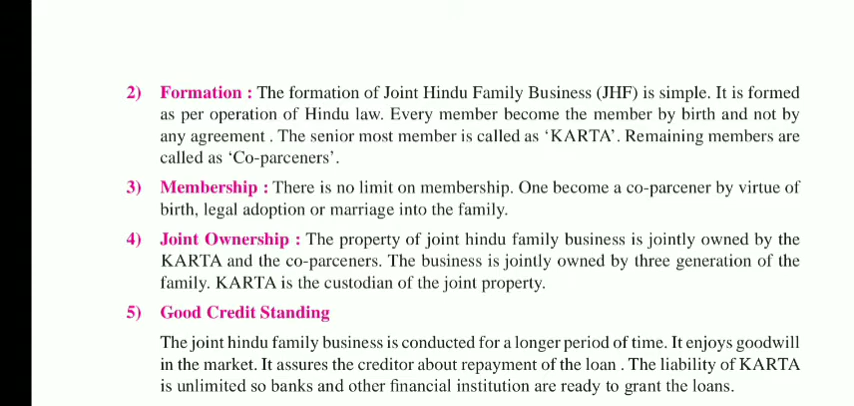 2) Formation : The formation of Joint Hindu Family Business (JHF) is simple. It is formed
as per operation of Hindu law. Every member become the member by birth and not by
any agreement . The senior most member is called as ‘KARTA’. Remaining members are
called as ‘Co-parceners’.
3) Membership : There is no limit on membership. One become a co-parcener by virtue of
birth, legal adoption or marriage into the family.
4) Joint Ownership : The property of joint hindu family business is jointly owned by the
KARTA and the co-parceners. The business is jointly owned by three generation of the
family. KARTA is the custodian of the joint property.
5) Good Credit Standing
The joint hindu family business is conducted for a longer period of time. It enjoys goodwill
in the market. It assures the creditor about repayment of the loan . The liability of KARTA
is unlimited so banks and other financial institution are ready to grant the loans.